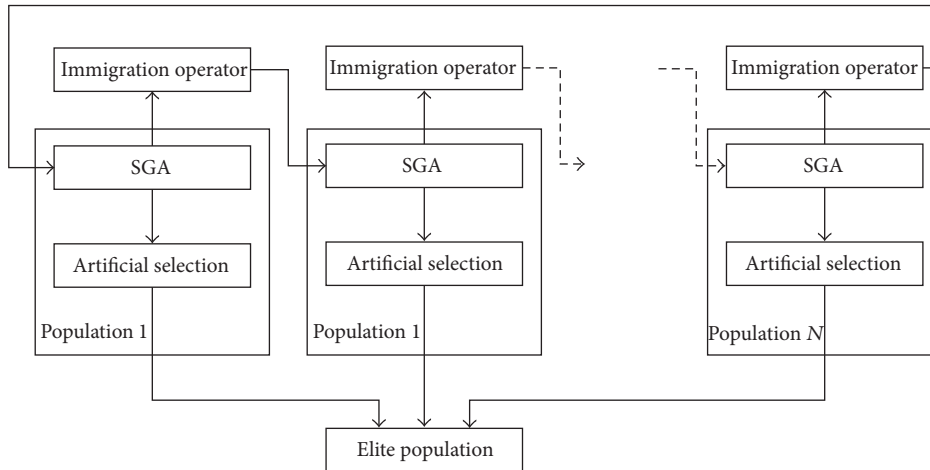 Immigration operator
Immigration operator
Immigration operator
SGA
SGA
SGA
Artificial selection
Artificial selection
Artificial selection
Population 1
Population 1
Population N
Elite population